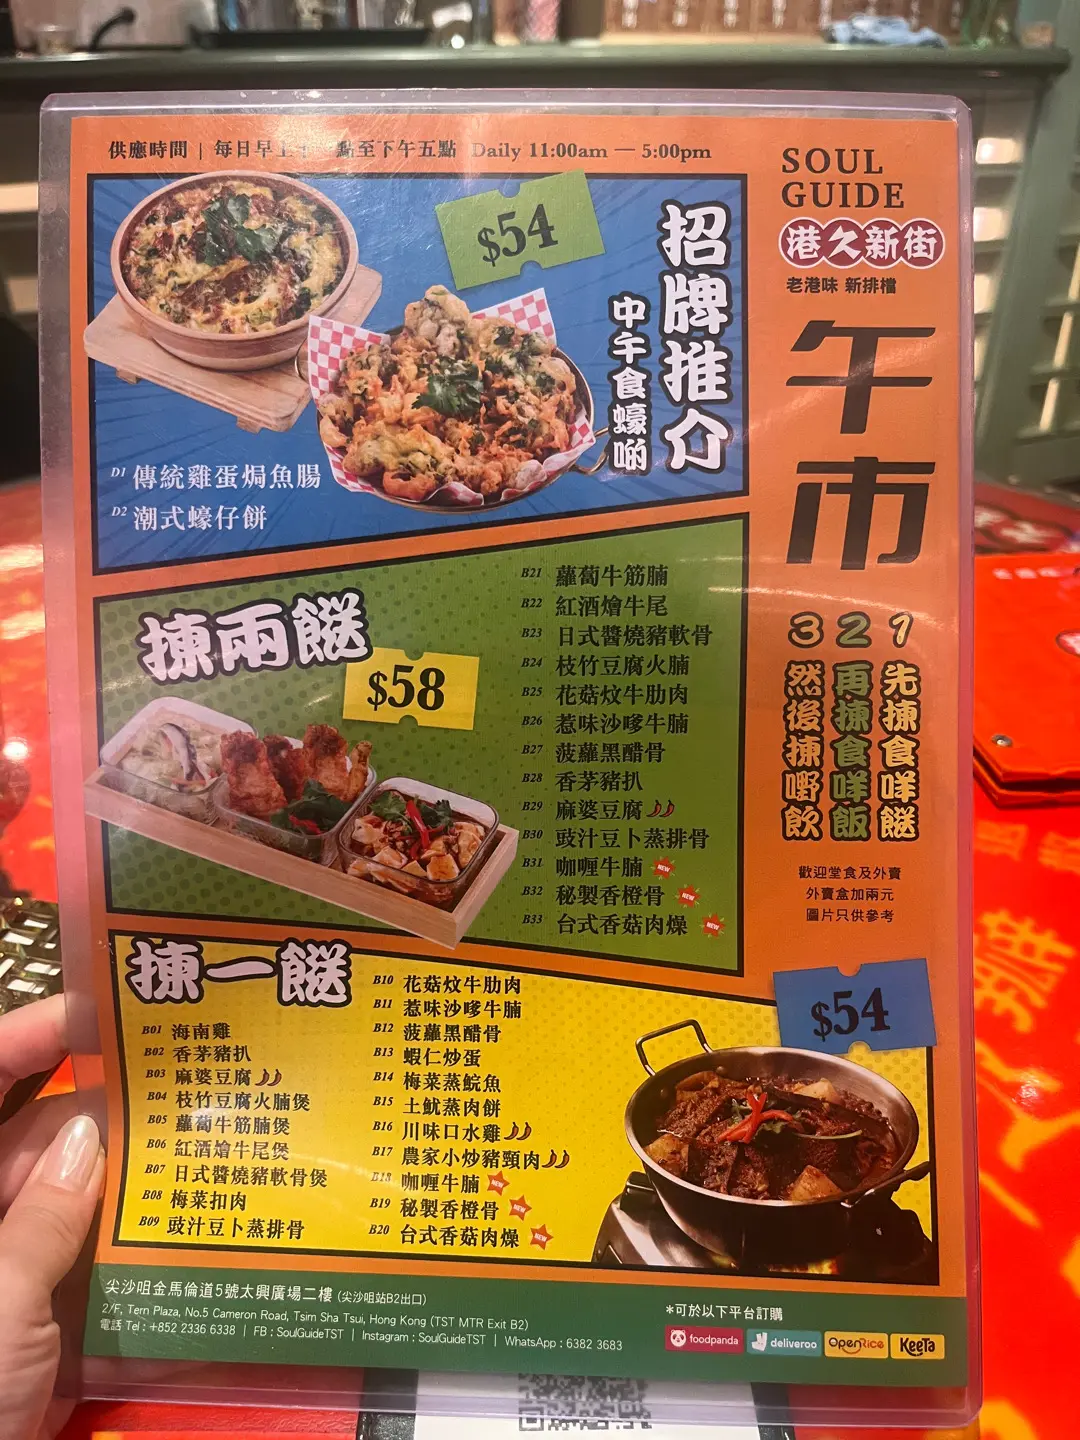 供應時間 | 每日早上十一點至下午五點 Daily 11:00am — 5:00pm
SOUL
GUIDE
港久新街
老港味 新排檔
午市
招牌推介
中午食蠔啲
$54
D1 傳統雞蛋焗魚腸
D2 潮式蠔仔餅
揀兩餸
$58
B21 蘿蔔牛筋腩
B22 紅酒燴牛尾
B23 日式醬燒豬軟骨
B24 枝竹豆腐火腩
B25 花菇炆牛肋肉
B26 惹味沙嗲牛腩
B27 菠蘿黑醋骨
B28 香茅豬扒
B29 麻婆豆腐
B30 豉汁豆卜蒸排骨
B31 咖喱牛腩 NEW
B32 秘製香橙骨 NEW
B33 台式香菇肉燥 NEW
1 先揀食咩餸
2 再揀食咩飯
3 然後揀嘢飲
歡迎堂食及外賣
外賣盒加兩元
圖片只供參考
揀一餸
$54
B01 海南雞
B02 香茅豬扒
B03 麻婆豆腐
B04 枝竹豆腐火腩煲
B05 蘿蔔牛筋腩煲
B06 紅酒燴牛尾煲
B07 日式醬燒豬軟骨煲
B08 梅菜扣肉
B09 豉汁豆卜蒸排骨
B10 花菇炆牛肋肉
B11 惹味沙嗲牛腩
B12 菠蘿黑醋骨
B13 蝦仁炒蛋
B14 梅菜蒸鯇魚
B15 土魷蒸肉餅
B16 川味口水雞
B17 農家小炒豬頸肉
B18 咖喱牛腩 NEW
B19 秘製香橙骨 NEW
B20 台式香菇肉燥 NEW
尖沙咀金馬倫道5號太興廣場二樓 (尖沙咀站B2出口)
2/F, Tern Plaza, No.5 Cameron Road, Tsim Sha Tsui, Hong Kong (TST MTR Exit B2)
電話 Tel : +852 2336 6338 | FB : SoulGuideTST | Instagram : SoulGuideTST | WhatsApp : 6382 3683
*可於以下平台訂購
foodpanda deliveroo OpenRice KeeTa